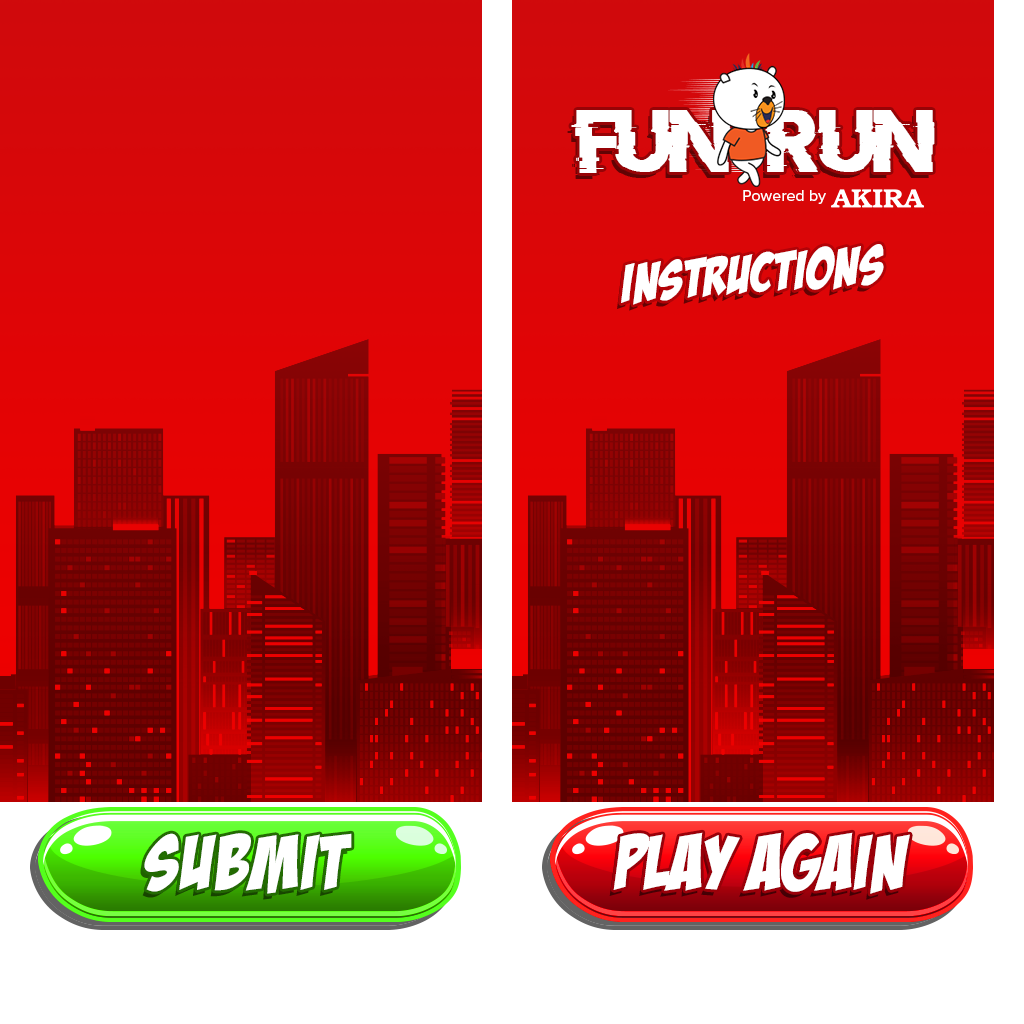 FUN RUN
Powered by AKIRA
INSTRUCTIONS
SUBMIT
PLAY AGAIN